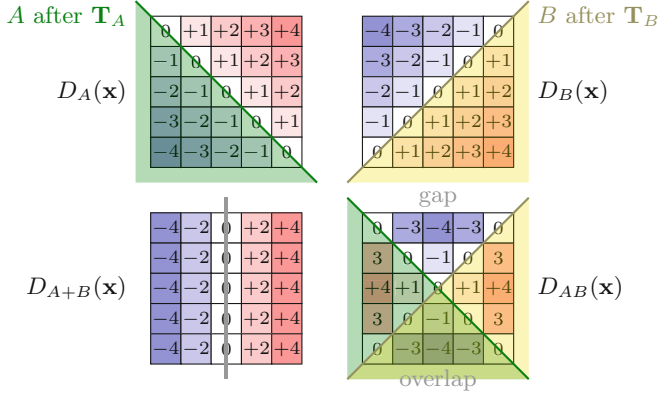 A after T_A
0 +1 +2 +3 +4
−1 0 +1 +2 +3
D_A(x)
−2 −1 0 +1 +2
−3 −2 −1 0 +1
−4 −3 −2 −1 0
B after T_B
−4 −3 −2 −1 0
−3 −2 −1 0 +1
D_B(x)
−2 −1 0 +1 +2
−1 0 +1 +2 +3
0 +1 +2 +3 +4
−4 −2 0 +2 +4
−4 −2 0 +2 +4
D_{A+B}(x)
−4 −2 0 +2 +4
−4 −2 0 +2 +4
−4 −2 0 +2 +4
gap
0 −3 −4 −3 0
3 0 −1 0 3
D_{AB}(x)
+4 +1 0 +1 +4
3 0 −1 0 3
0 −3 −4 −3 0
overlap